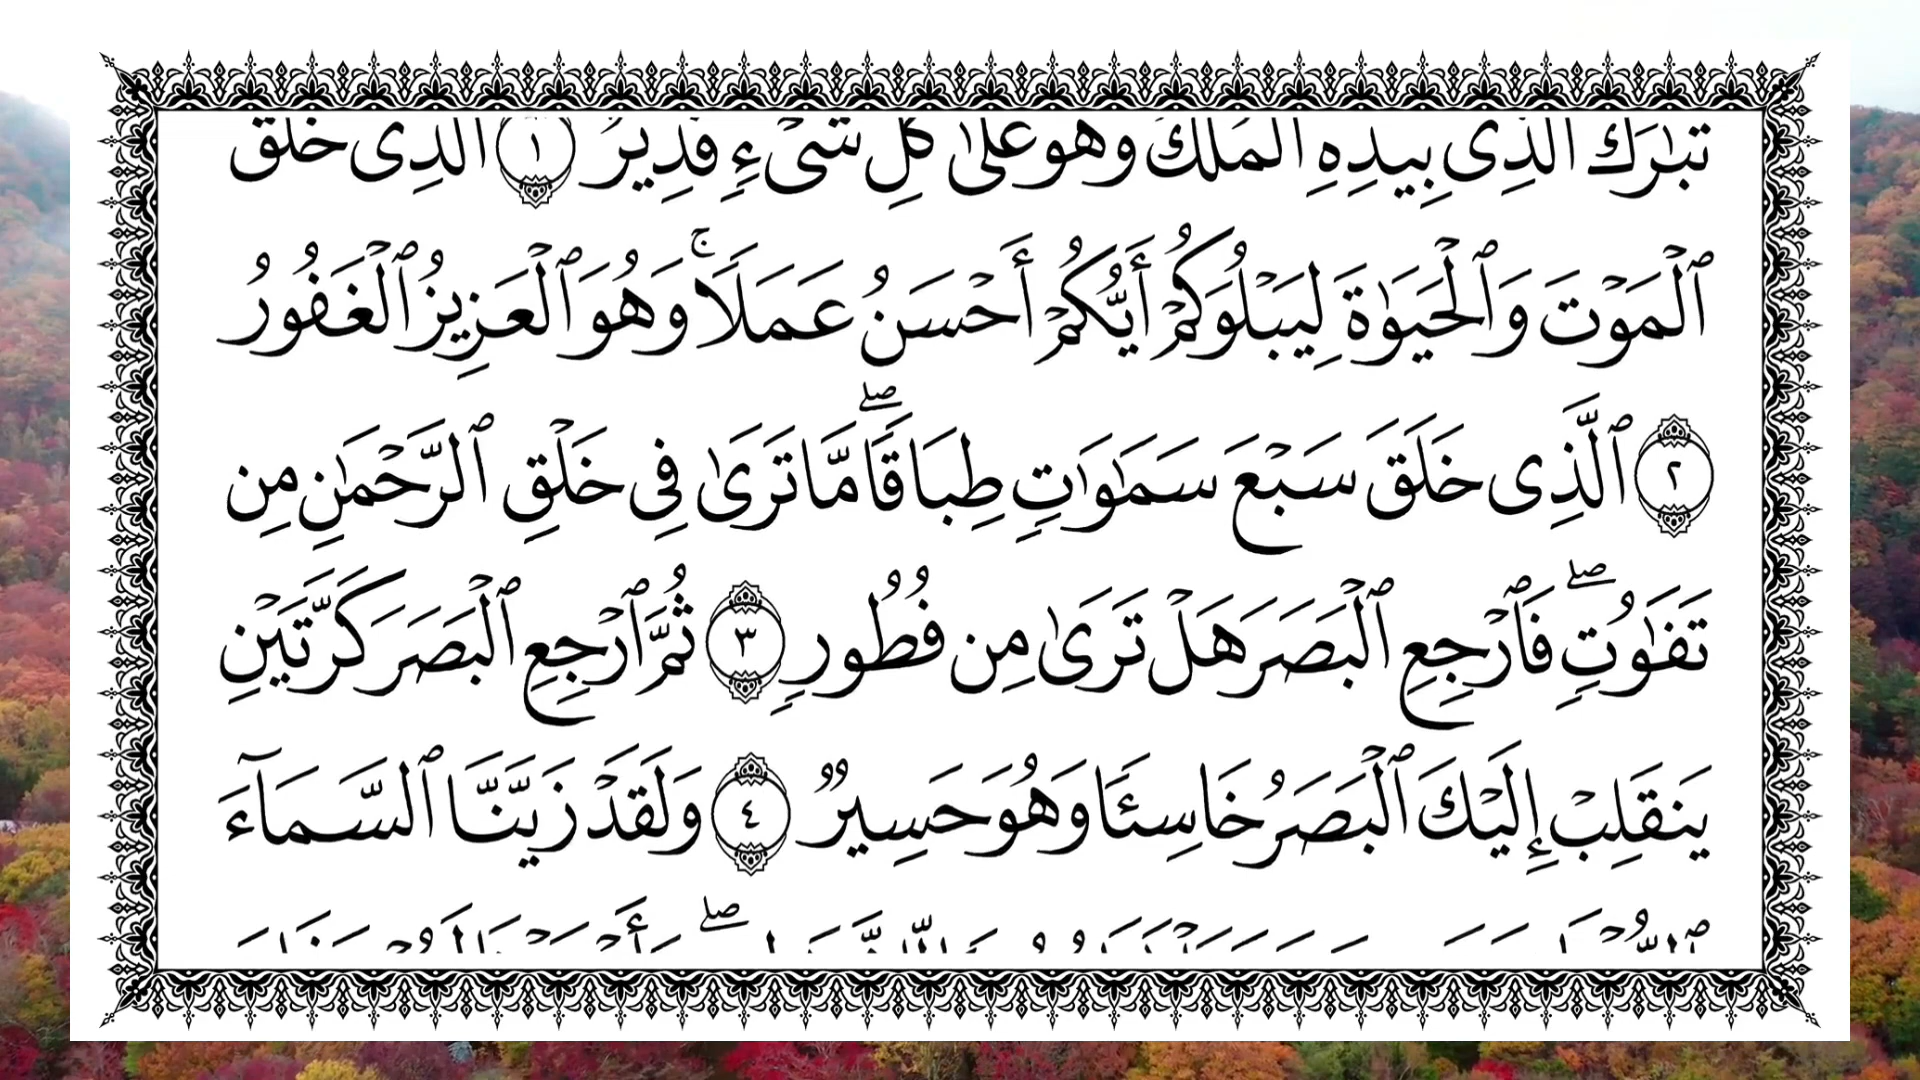 تَبَٰرَكَ ٱلَّذِى بِيَدِهِ ٱلْمُلْكُ وَهُوَ عَلَىٰ كُلِّ شَىْءٍ قَدِيرٌ ١ ٱلَّذِى خَلَقَ
ٱلْمَوْتَ وَٱلْحَيَوٰةَ لِيَبْلُوَكُمْ أَيُّكُمْ أَحْسَنُ عَمَلًا ۚ وَهُوَ ٱلْعَزِيزُ ٱلْغَفُورُ
٢ ٱلَّذِى خَلَقَ سَبْعَ سَمَٰوَٰتٍ طِبَاقًا ۖ مَّا تَرَىٰ فِى خَلْقِ ٱلرَّحْمَٰنِ مِن
تَفَٰوُتٍ ۖ فَٱرْجِعِ ٱلْبَصَرَ هَلْ تَرَىٰ مِن فُطُورٍ ٣ ثُمَّ ٱرْجِعِ ٱلْبَصَرَ كَرَّتَيْنِ
يَنقَلِبْ إِلَيْكَ ٱلْبَصَرُ خَاسِئًا وَهُوَ حَسِيرٌ ٤ وَلَقَدْ زَيَّنَّا ٱلسَّمَآءَ